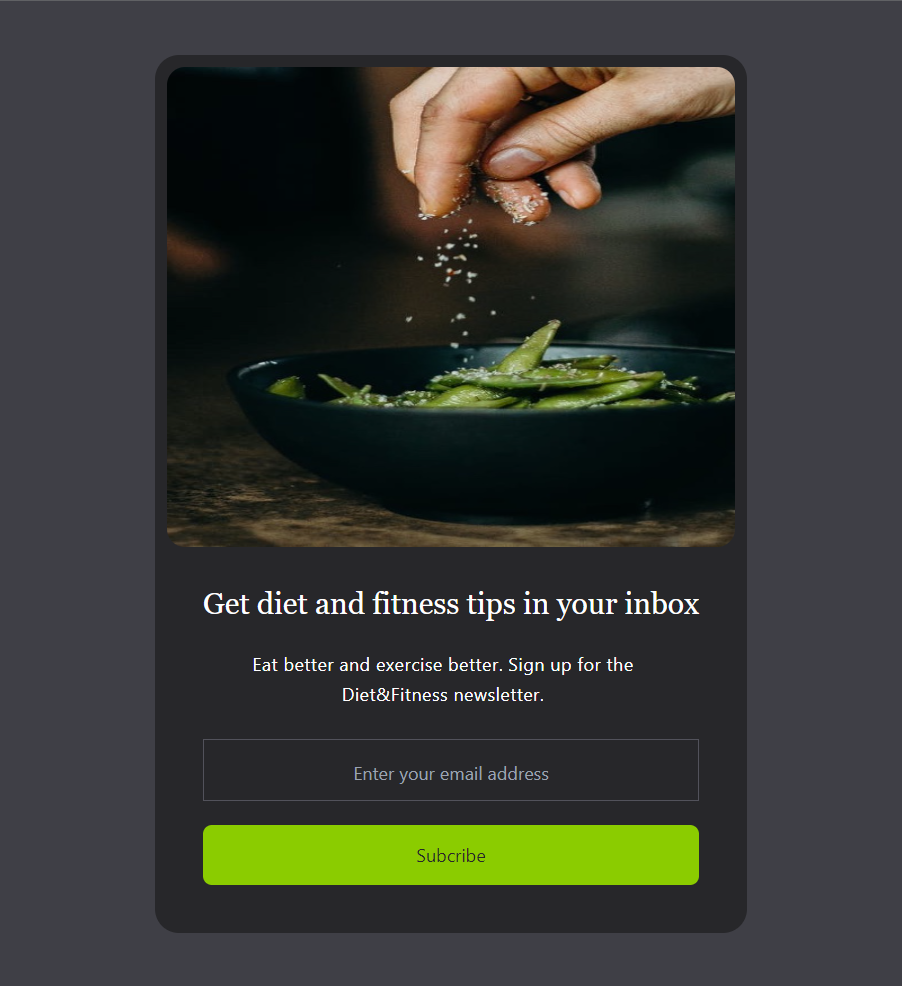 Get diet and fitness tips in your inbox
Eat better and exercise better. Sign up for the
Diet&Fitness newsletter.
Enter your email address
Subcribe